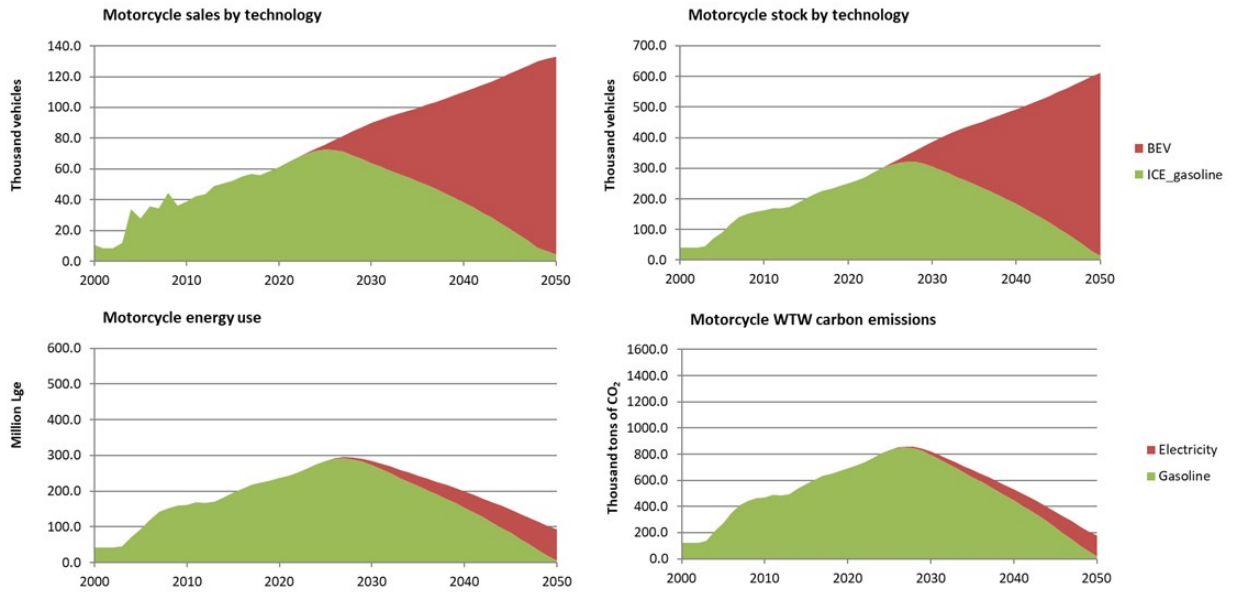 Motorcycle sales by technology
Thousand vehicles
140.0
120.0
100.0
80.0
60.0
40.0
20.0
0.0
2000 2010 2020 2030 2040 2050
Motorcycle stock by technology
Thousand vehicles
700.0
600.0
500.0
400.0
300.0
200.0
100.0
0.0
2000 2010 2020 2030 2040 2050
BEV
ICE_gasoline
Motorcycle energy use
Million Lge
600.0
500.0
400.0
300.0
200.0
100.0
0.0
2000 2010 2020 2030 2040 2050
Motorcycle WTW carbon emissions
Thousand tons of CO₂
1600.0
1400.0
1200.0
1000.0
800.0
600.0
400.0
200.0
0.0
2000 2010 2020 2030 2040 2050
Electricity
Gasoline